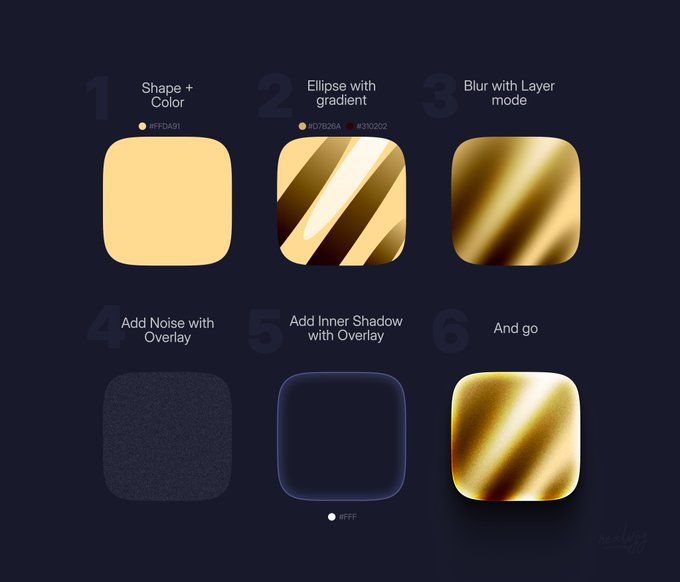 1
Shape +
Color
#FFDA91
2
Ellipse with
gradient
#D7B26A #310202
3
Blur with Layer
mode
4
Add Noise with
Overlay
5
Add Inner Shadow
with Overlay
#FFF
6
And go